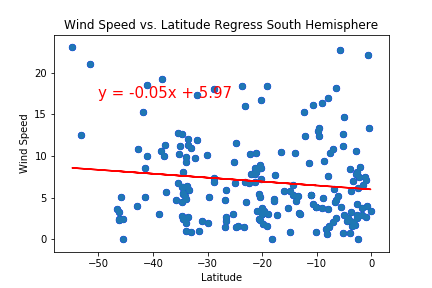 Wind Speed vs. Latitude Regress South Hemisphere
y = -0.05x + 5.97
Wind Speed
20
15
10
5
0
−50
−40
−30
−20
−10
0
Latitude